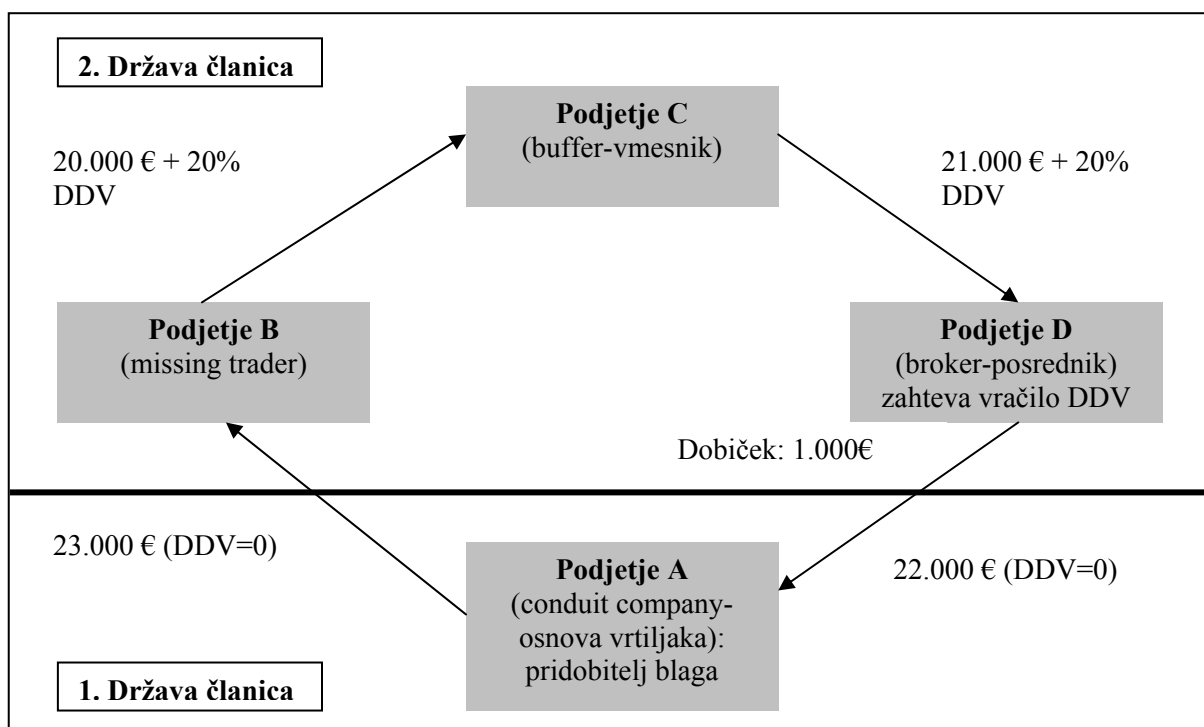 2. Država članica
Podjetje C
(buffer-vmesnik)
20.000 € + 20%
DDV
21.000 € + 20%
DDV
Podjetje B
(missing trader)
Podjetje D
(broker-posrednik)
zahteva vračilo DDV
Dobiček: 1.000€
23.000 € (DDV=0)
Podjetje A
(conduit company-
osnova vrtiljaka):
pridobitelj blaga
22.000 € (DDV=0)
1. Država članica